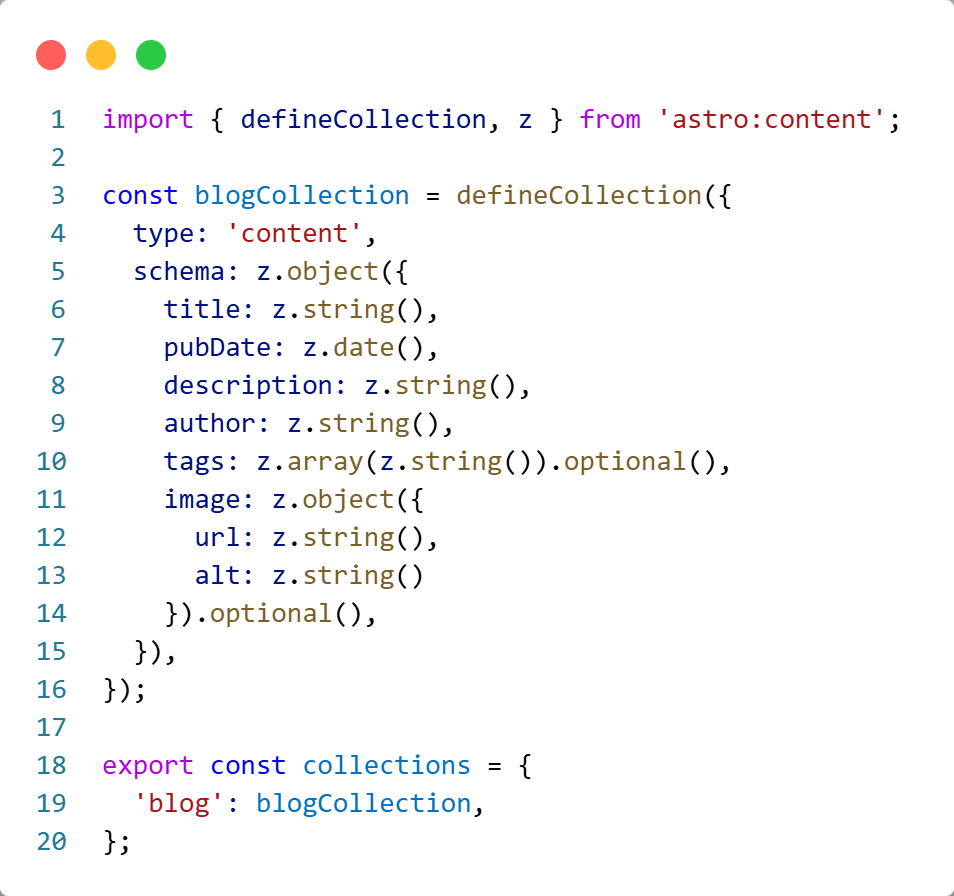 1 import { defineCollection, z } from 'astro:content';
2
3 const blogCollection = defineCollection({
4   type: 'content',
5   schema: z.object({
6     title: z.string(),
7     pubDate: z.date(),
8     description: z.string(),
9     author: z.string(),
10     tags: z.array(z.string()).optional(),
11     image: z.object({
12       url: z.string(),
13       alt: z.string()
14     }).optional(),
15   }),
16 });
17
18 export const collections = {
19   'blog': blogCollection,
20 };